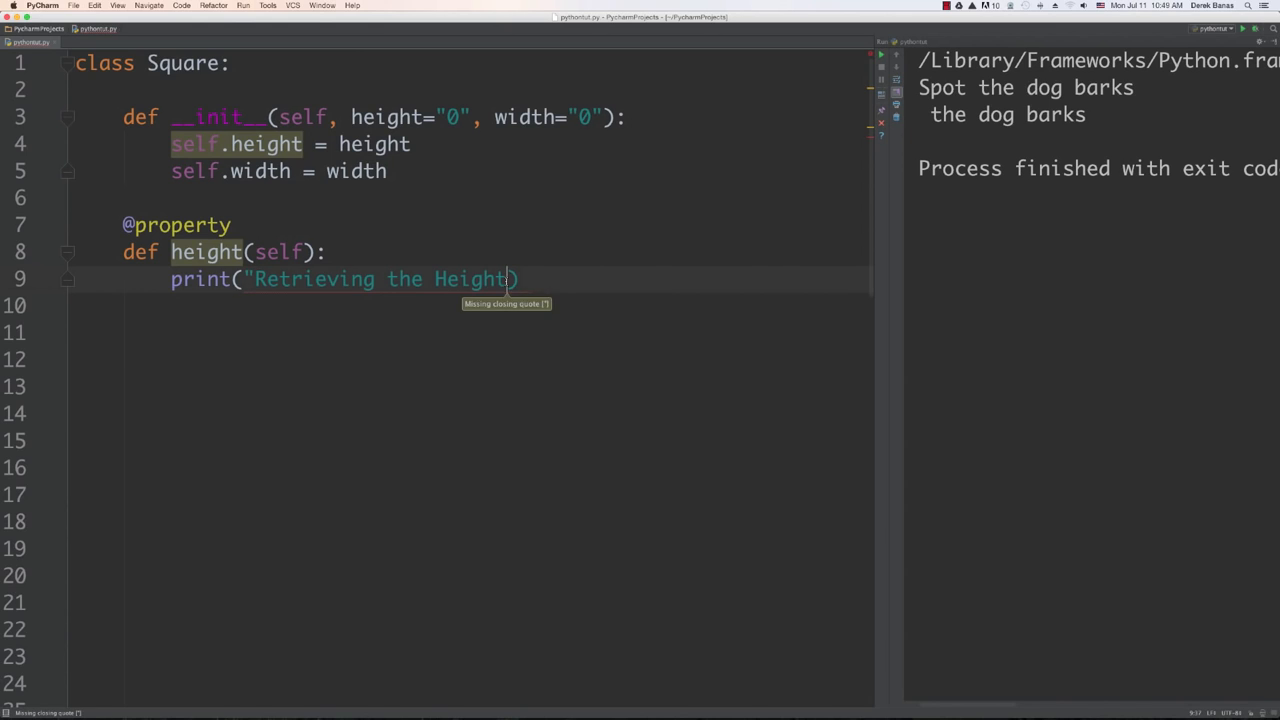 PyCharm File Edit View Navigate Code Refactor Run Tools VCS Window Help 10 Mon Jul 11 10:49 AM Derek Banas
pythontut.py - PycharmProjects - [~/PycharmProjects]
PycharmProjects pythontut.py pythontut
pythontut.py
Run: pythontut
1 class Square:
2
3 def __init__(self, height="0", width="0"):
4 self.height = height
5 self.width = width
6
7 @property
8 def height(self):
9 print("Retrieving the Height)
Missing closing quote ["]
10
11
12
13
14
15
16
17
18
19
20
21
22
23
24
/Library/Frameworks/Python.fra
Spot the dog barks
the dog barks
Process finished with exit cod
Missing closing quote ["] 9:37 LF÷ UTF-8÷